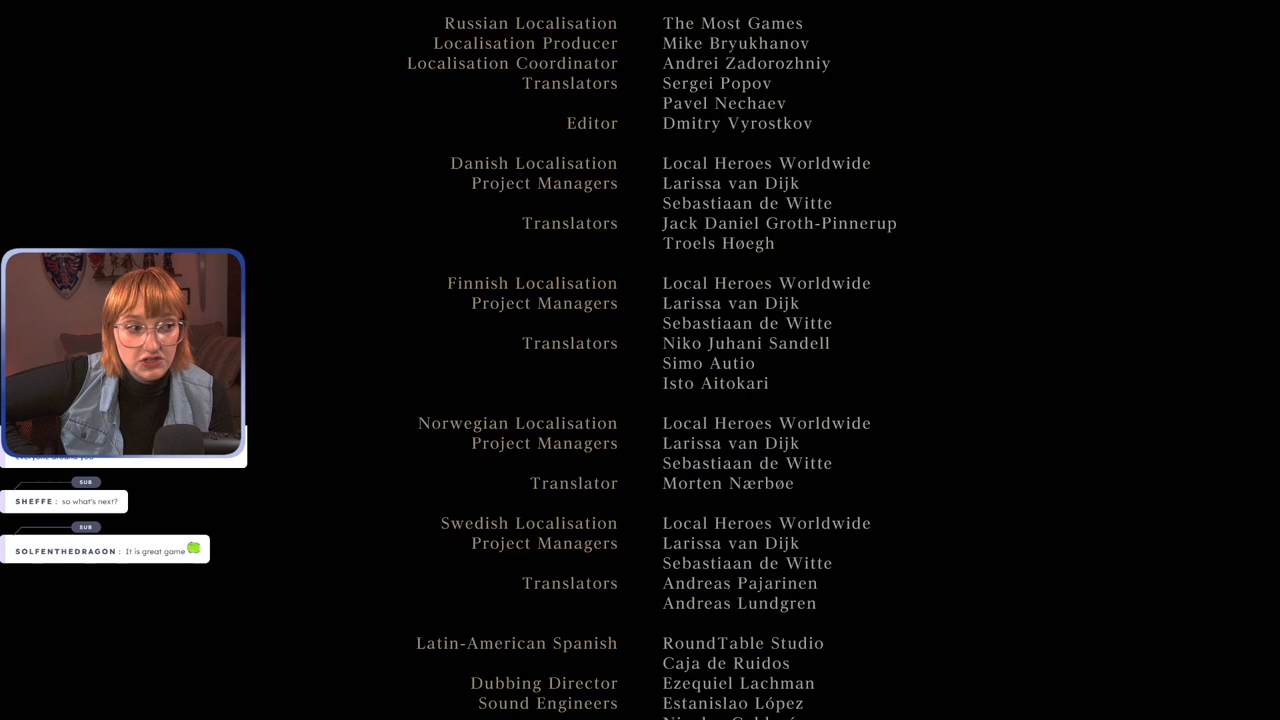 Russian Localisation The Most Games
Localisation Producer Mike Bryukhanov
Localisation Coordinator Andrei Zadorozhniy
Translators Sergei Popov
Pavel Nechaev
Editor Dmitry Vyrostkov
Danish Localisation Local Heroes Worldwide
Project Managers Larissa van Dijk
Sebastiaan de Witte
Translators Jack Daniel Groth-Pinnerup
Troels Høegh
Finnish Localisation Local Heroes Worldwide
Project Managers Larissa van Dijk
Sebastiaan de Witte
Translators Niko Juhani Sandell
Simo Autio
Isto Aitokari
Norwegian Localisation Local Heroes Worldwide
Project Managers Larissa van Dijk
Sebastiaan de Witte
Translator Morten Nærbøe
Swedish Localisation Local Heroes Worldwide
Project Managers Larissa van Dijk
Sebastiaan de Witte
Translators Andreas Pajarinen
Andreas Lundgren
Latin-American Spanish RoundTable Studio
Caja de Ruidos
Dubbing Director Ezequiel Lachman
Sound Engineers Estanislao López
SUB
SHEFFE : so what's next?
SUB
SOLFENTHEDRAGON : It is great game